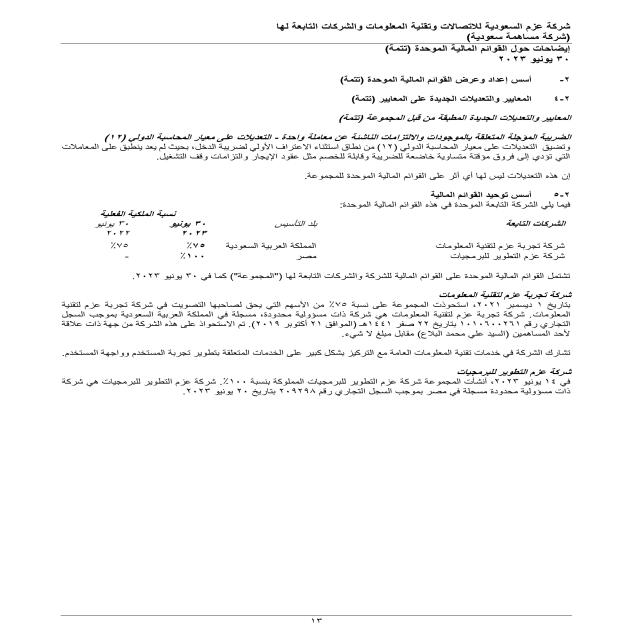 شركة عزم السعودية للاتصالات وتقنية المعلومات والشركات التابعة لها
(شركة مساهمة سعودية)
إيضاحات حول القوائم المالية الموحدة (تتمة)
٣٠ يونيو ٢٠٢٣
٢- أسس إعداد وعرض القوائم المالية الموحدة (تتمة)
٢-٤ المعايير والتعديلات الجديدة على المعايير (تتمة)
المعايير والتعديلات الجديدة المطبقة من قبل المجموعة (تتمة)
الضريبة المؤجلة المتعلقة بالموجودات والالتزامات الناشئة عن معاملة واحدة - التعديلات على معيار المحاسبة الدولي (١٢)
وتضيق التعديلات على معيار المحاسبة الدولي (١٢) من نطاق استثناء الاعتراف الأولي لضريبة الدخل، بحيث لم يعد ينطبق على المعاملات
التي تؤدي إلى فروق مؤقتة متساوية خاضعة للضريبة وقابلة للخصم مثل عقود الإيجار والتزامات وقف التشغيل.
إن هذه التعديلات ليس لها أي أثر على القوائم المالية الموحدة للمجموعة.
٢-٥ أسس توحيد القوائم المالية
فيما يلي الشركة التابعة الموحدة في هذه القوائم المالية الموحدة:
نسبة الملكية الفعلية
الشركات التابعة بلد التأسيس ٣٠ يونيو ٣٠ يونيو
٢٠٢٣ ٢٠٢٢
شركة تجربة عزم لتقنية المعلومات المملكة العربية السعودية ٧٥٪ ٧٥٪
شركة عزم التطوير للبرمجيات مصر ١٠٠٪ -
تشتمل القوائم المالية الموحدة على القوائم المالية للشركة والشركات التابعة لها ("المجموعة") كما في ٣٠ يونيو ٢٠٢٣.
شركة تجربة عزم لتقنية المعلومات
بتاريخ ١ ديسمبر ٢٠٢١، استحوذت المجموعة على نسبة ٧٥٪ من الأسهم التي يحق لصاحبها التصويت في شركة تجربة عزم لتقنية
المعلومات. شركة تجربة عزم لتقنية المعلومات هي شركة ذات مسؤولية محدودة، مسجلة في المملكة العربية السعودية بموجب السجل
التجاري رقم ١٠١٠٦٠٠٢٦١ بتاريخ ٢٢ صفر ١٤٤١هـ (الموافق ٢١ أكتوبر ٢٠١٩). تم الاستحواذ على هذه الشركة من جهة ذات علاقة
لأحد المساهمين (السيد علي محمد البلاع) مقابل مبلغ لا شيء.
تشارك الشركة في خدمات تقنية المعلومات العامة مع التركيز بشكل كبير على الخدمات المتعلقة بتطوير تجربة المستخدم وواجهة المستخدم.
شركة عزم التطوير للبرمجيات
في ١٤ يونيو ٢٠٢٣، أنشأت المجموعة شركة عزم التطوير للبرمجيات المملوكة بنسبة ١٠٠٪. شركة عزم التطوير للبرمجيات هي شركة
ذات مسؤولية محدودة مسجلة في مصر بموجب السجل التجاري رقم ٢٠٩٢٩٨ بتاريخ ٢٠ يونيو ٢٠٢٣.
١٣